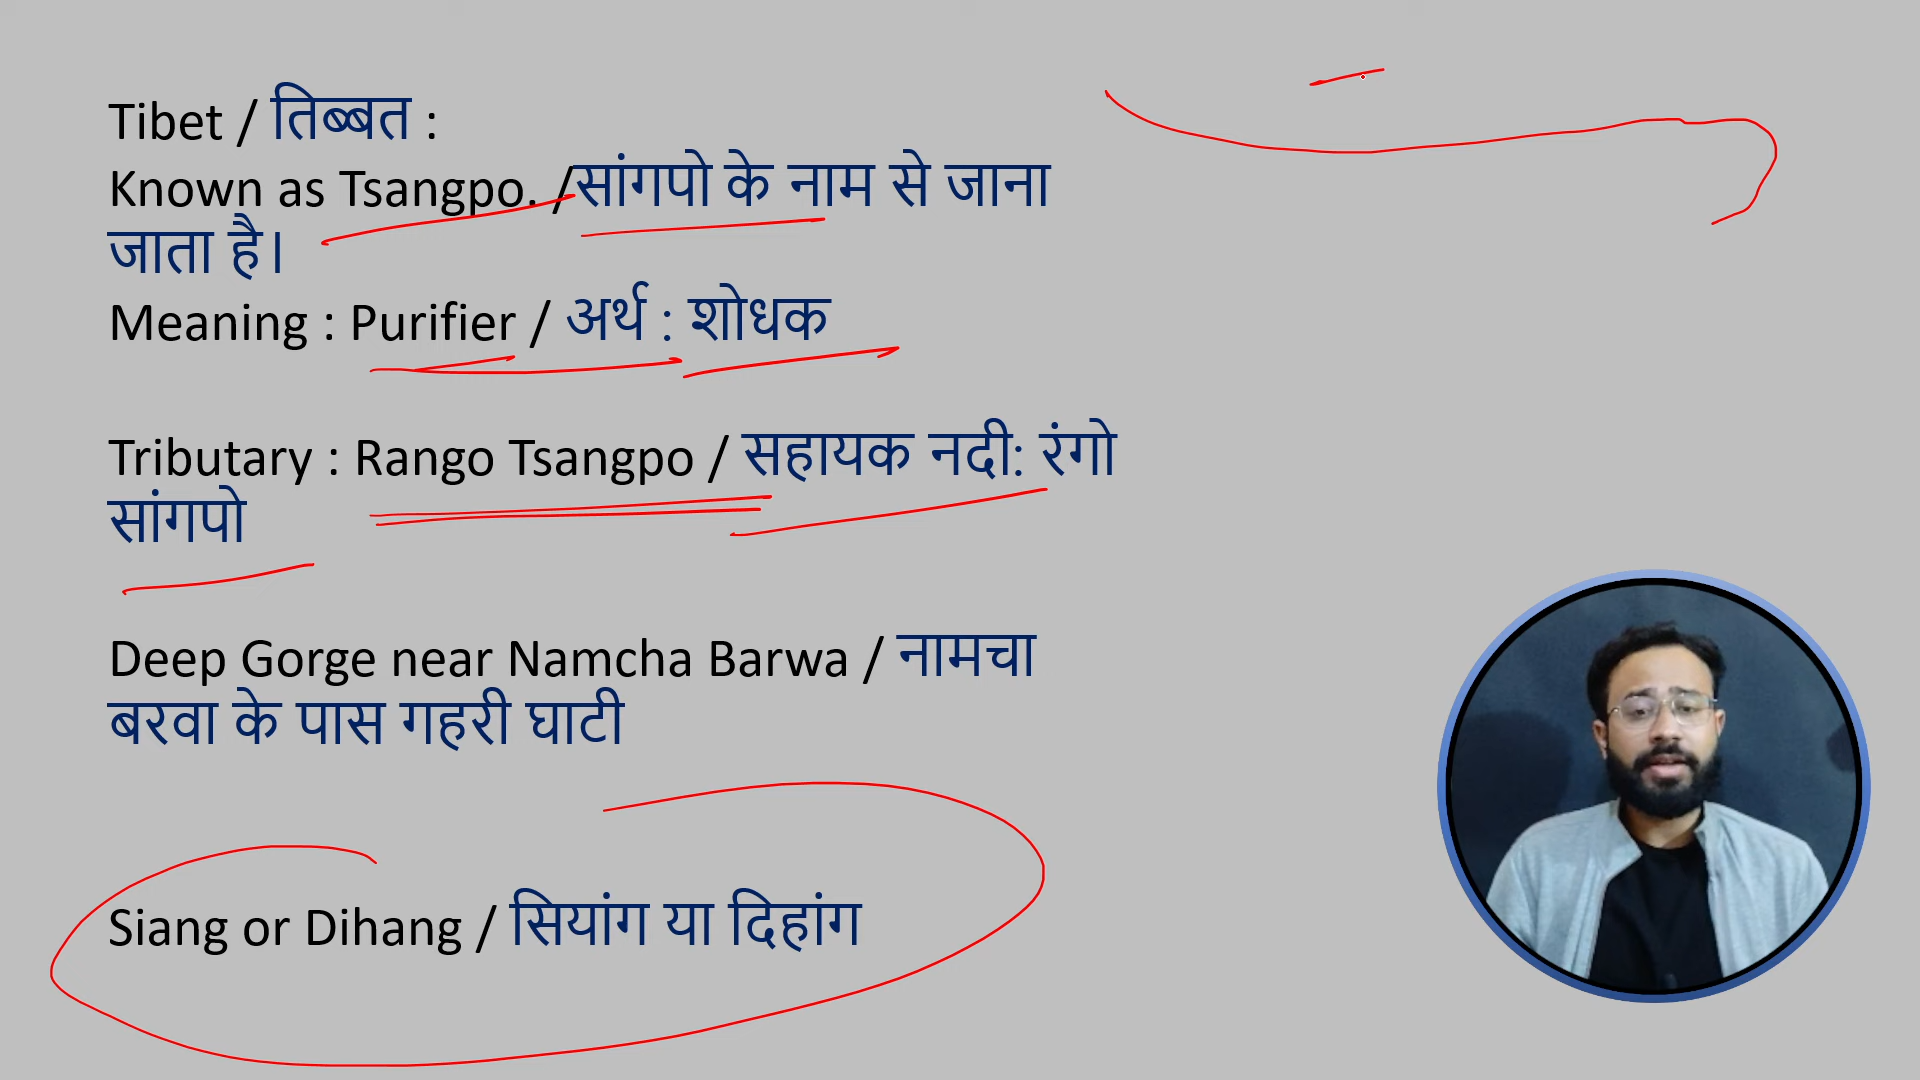 Tibet / तिब्बत :
Known as Tsangpo. /सांगपो के नाम से जाना
जाता है।
Meaning : Purifier / अर्थ : शोधक
Tributary : Rango Tsangpo / सहायक नदी: रंगो
सांगपो
Deep Gorge near Namcha Barwa / नामचा
बरवा के पास गहरी घाटी
Siang or Dihang / सियांग या दिहांग